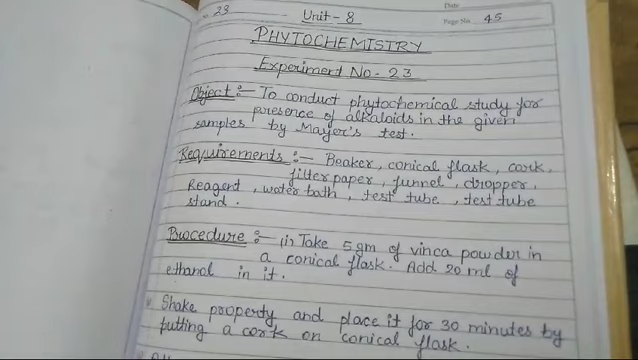 23
Unit - 8
Date
Page No. 45
PHYTOCHEMISTRY
Experiment No - 23
Object :- To conduct phytochemical study for
presence of alkaloids in the given
samples by Mayer's test.
Requirements :- Beaker, conical flask, cork,
filter paper, funnel, dropper,
Reagent, water bath, test tube, test tube
stand.
Procedure :- (i) Take 5 gm of vinca powder in
a conical flask. Add 20 ml of
ethanol in it.
Shake property and place it for 30 minutes by
putting a cork on conical flask.